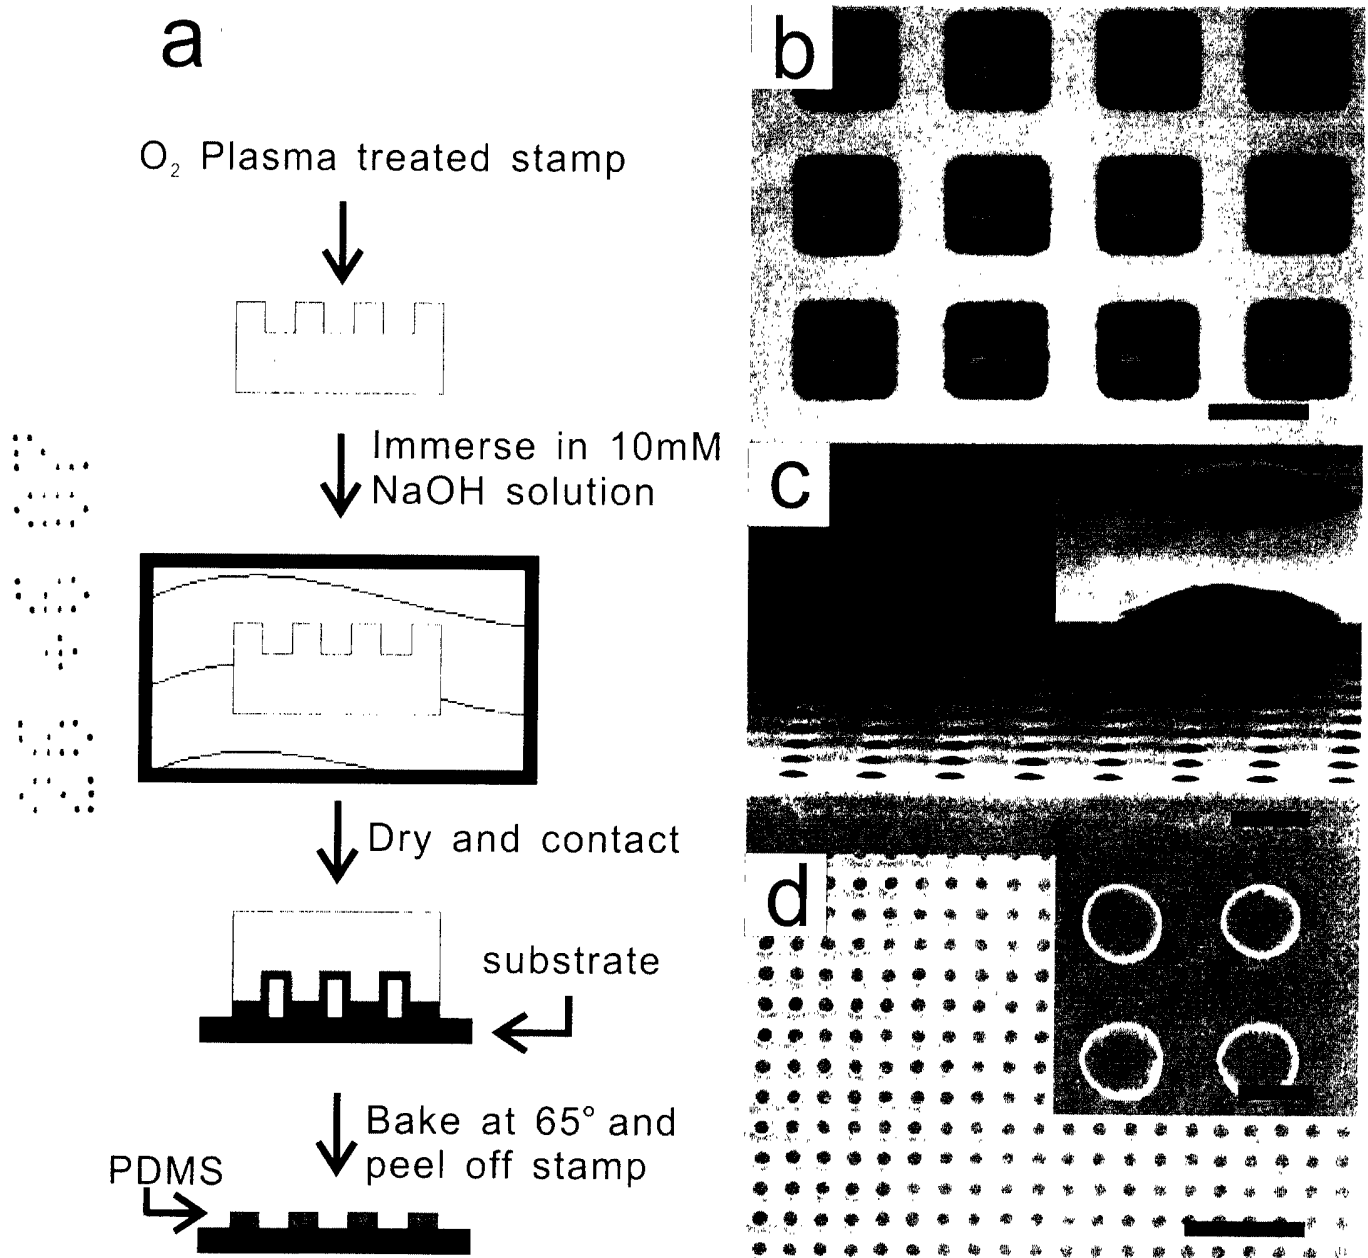 a
O₂ Plasma treated stamp
Immerse in 10mM
NaOH solution
Dry and contact
substrate
Bake at 65° and
peel off stamp
PDMS
b
c
d